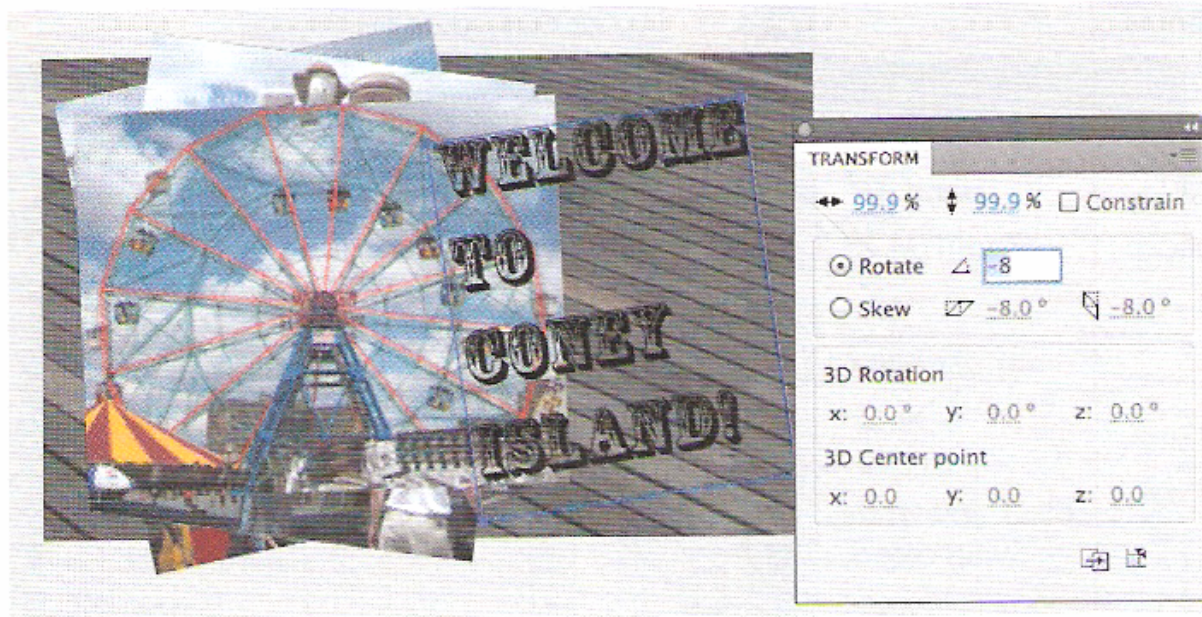 WELCOME
TO
CONEY
ISLAND!
TRANSFORM
99.9 % 99.9 % Constrain
Rotate -8
Skew -8.0 ° -8.0 °
3D Rotation
x: 0.0 ° y: 0.0 ° z: 0.0 °
3D Center point
x: 0.0 y: 0.0 z: 0.0